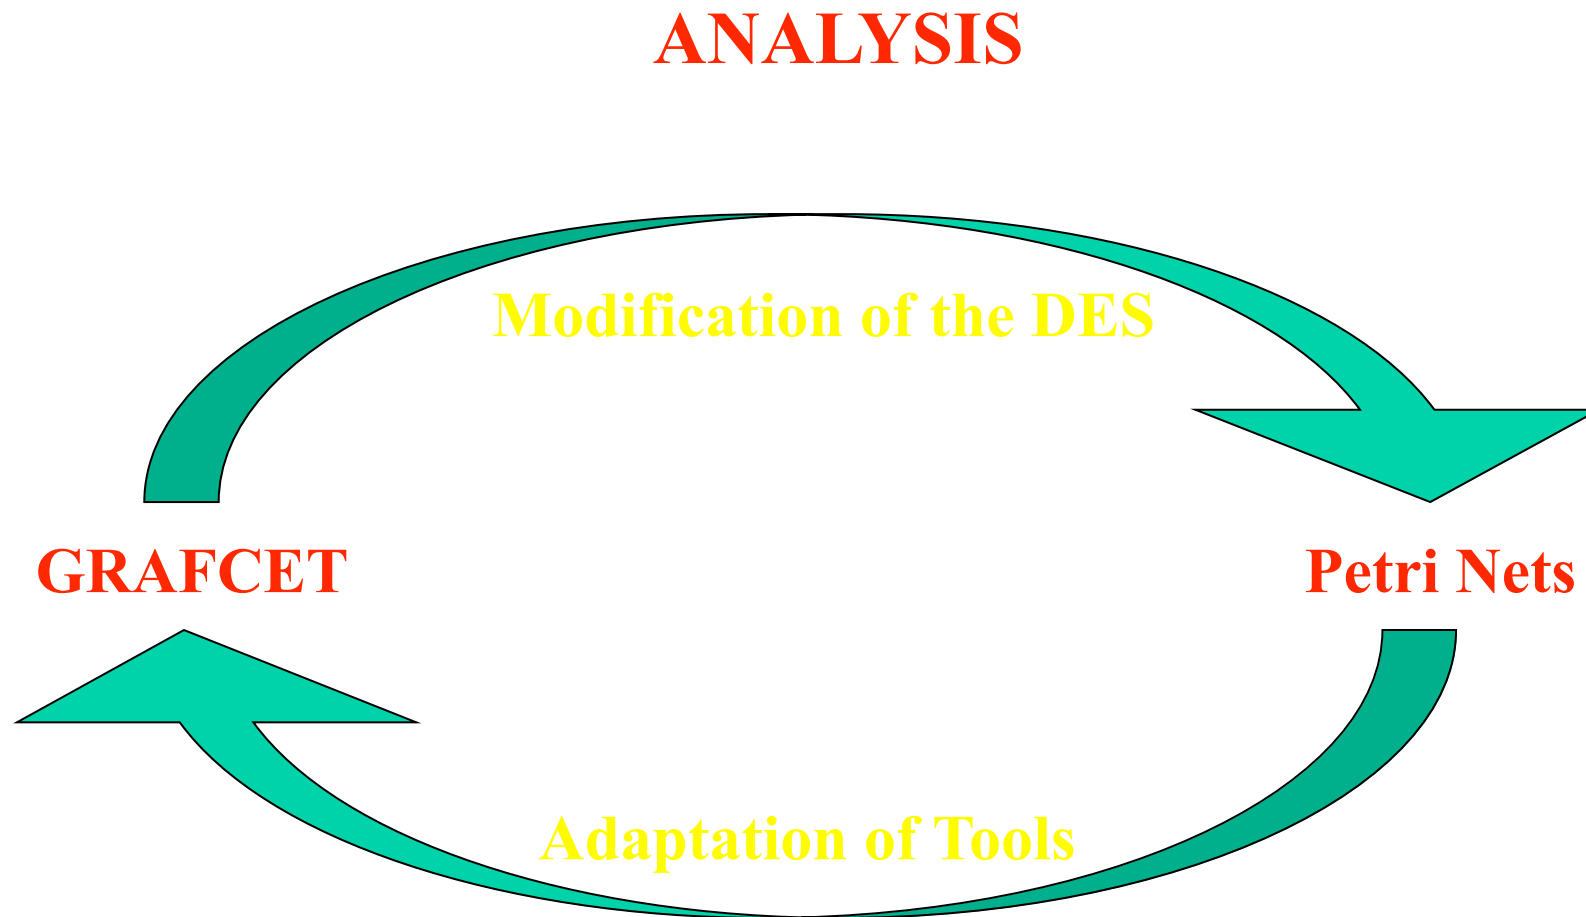 ANALYSIS
Modification of the DES
GRAFCET
Petri Nets
Adaptation of Tools